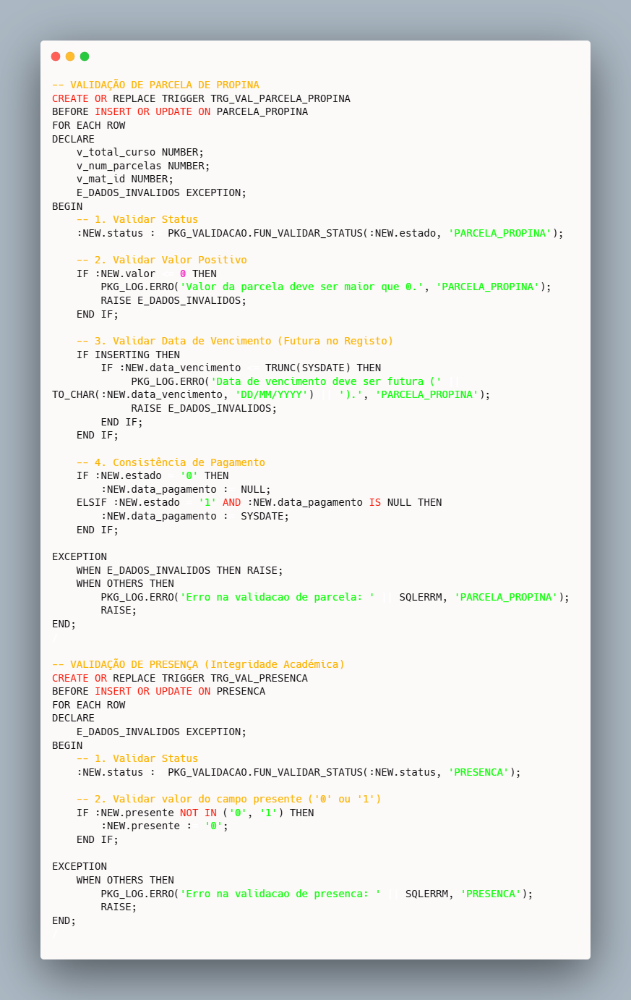 -- VALIDAÇÃO DE PARCELA DE PROPINA
CREATE OR REPLACE TRIGGER TRG_VAL_PARCELA_PROPINA
BEFORE INSERT OR UPDATE ON PARCELA_PROPINA
FOR EACH ROW
DECLARE
    v_total_curso NUMBER;
    v_num_parcelas NUMBER;
    v_mat_id NUMBER;
    E_DADOS_INVALIDOS EXCEPTION;
BEGIN
    -- 1. Validar Status
    :NEW.status := PKG_VALIDACAO.FUN_VALIDAR_STATUS(:NEW.estado, 'PARCELA_PROPINA');

    -- 2. Validar Valor Positivo
    IF :NEW.valor <= 0 THEN
        PKG_LOG.ERRO('Valor da parcela deve ser maior que 0.', 'PARCELA_PROPINA');
        RAISE E_DADOS_INVALIDOS;
    END IF;

    -- 3. Validar Data de Vencimento (Futura no Registo)
    IF INSERTING THEN
        IF :NEW.data_vencimento <= TRUNC(SYSDATE) THEN
             PKG_LOG.ERRO('Data de vencimento deve ser futura (' ||
TO_CHAR(:NEW.data_vencimento, 'DD/MM/YYYY') || ').', 'PARCELA_PROPINA');
             RAISE E_DADOS_INVALIDOS;
        END IF;
    END IF;

    -- 4. Consistência de Pagamento
    IF :NEW.estado = '0' THEN
        :NEW.data_pagamento := NULL;
    ELSIF :NEW.estado = '1' AND :NEW.data_pagamento IS NULL THEN
        :NEW.data_pagamento := SYSDATE;
    END IF;

EXCEPTION
    WHEN E_DADOS_INVALIDOS THEN RAISE;
    WHEN OTHERS THEN
        PKG_LOG.ERRO('Erro na validacao de parcela: ' || SQLERRM, 'PARCELA_PROPINA');
        RAISE;
END;
/

-- VALIDAÇÃO DE PRESENÇA (Integridade Académica)
CREATE OR REPLACE TRIGGER TRG_VAL_PRESENCA
BEFORE INSERT OR UPDATE ON PRESENCA
FOR EACH ROW
DECLARE
    E_DADOS_INVALIDOS EXCEPTION;
BEGIN
    -- 1. Validar Status
    :NEW.status := PKG_VALIDACAO.FUN_VALIDAR_STATUS(:NEW.status, 'PRESENCA');

    -- 2. Validar valor do campo presente ('0' ou '1')
    IF :NEW.presente NOT IN ('0', '1') THEN
        :NEW.presente := '0';
    END IF;

EXCEPTION
    WHEN OTHERS THEN
        PKG_LOG.ERRO('Erro na validacao de presenca: ' || SQLERRM, 'PRESENCA');
        RAISE;
END;
/